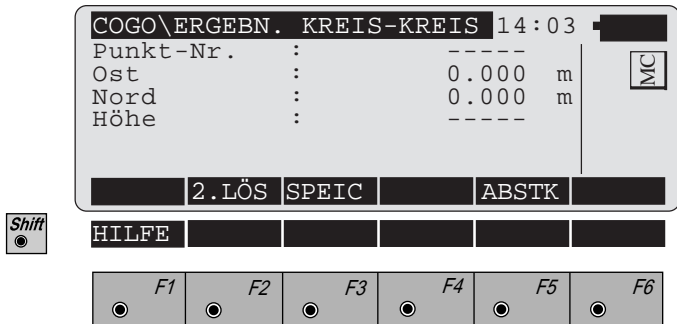 COGO\ERGEBN. KREIS-KREIS 14:03
Punkt-Nr. : -----
Ost : 0.000 m
Nord : 0.000 m
Höhe : -----
MC
2.LÖS SPEIC ABSTK
Shift
HILFE
F1 F2 F3 F4 F5 F6